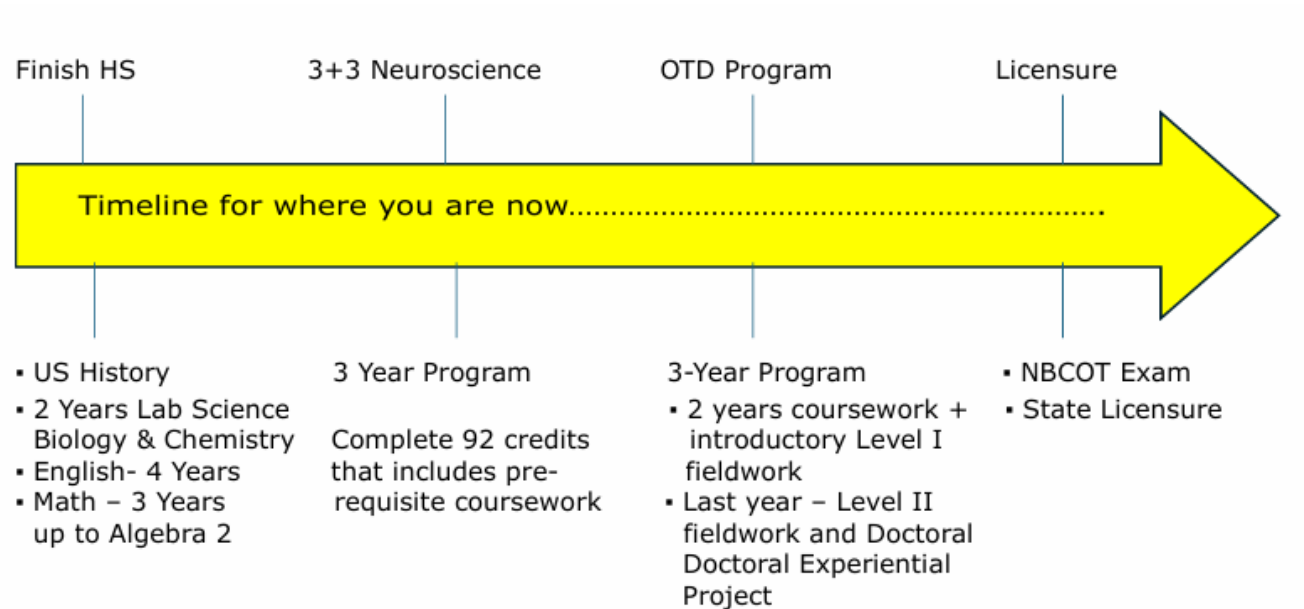 Finish HS
3+3 Neuroscience
OTD Program
Licensure
Timeline for where you are now................................................................
▪ US History
▪ 2 Years Lab Science
Biology & Chemistry
▪ English- 4 Years
▪ Math – 3 Years
up to Algebra 2
3 Year Program
Complete 92 credits
that includes pre-
requisite coursework
3-Year Program
▪ 2 years coursework +
introductory Level I
fieldwork
▪ Last year – Level II
fieldwork and Doctoral
Doctoral Experiential
Project
▪ NBCOT Exam
▪ State Licensure